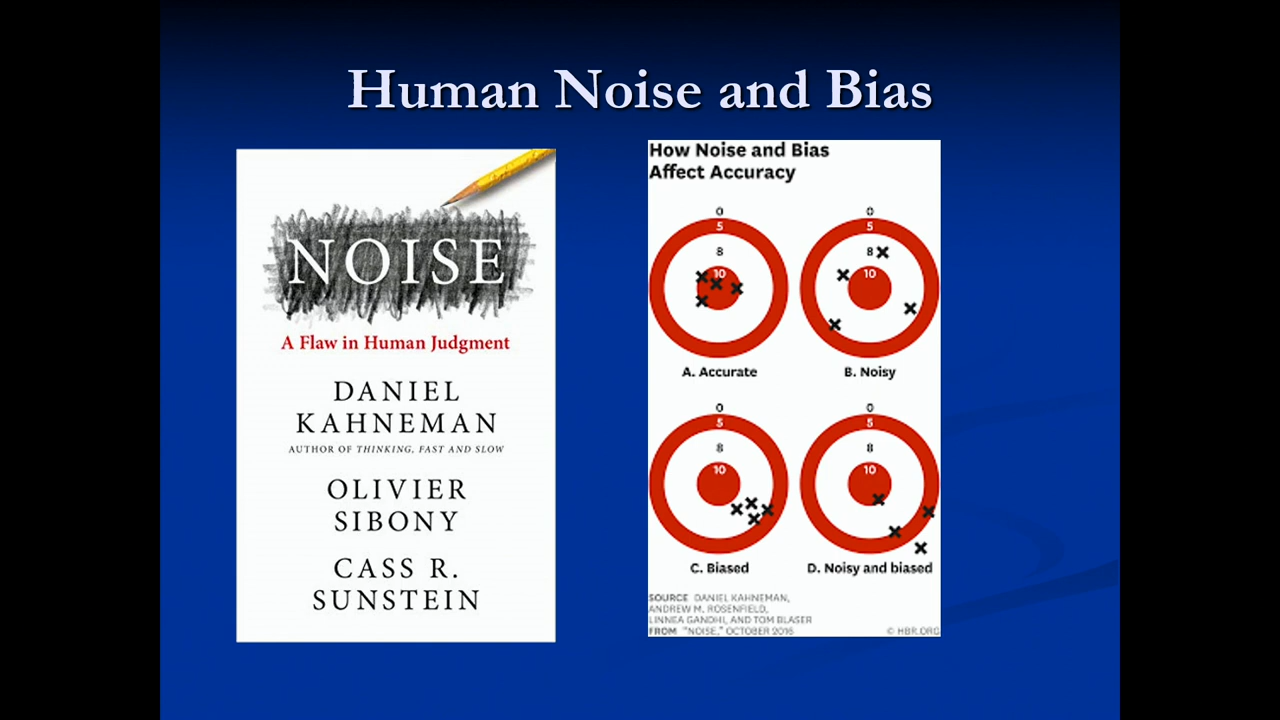 Human Noise and Bias
NOISE
A Flaw in Human Judgment
DANIEL
KAHNEMAN
AUTHOR OF THINKING, FAST AND SLOW
OLIVIER
SIBONY
CASS R.
SUNSTEIN
How Noise and Bias
Affect Accuracy
0
5
8
10
A. Accurate
0
5
8
10
B. Noisy
0
5
8
10
C. Biased
0
5
8
10
D. Noisy and biased
SOURCE DANIEL KAHNEMAN,
ANDREW M. ROSENFIELD,
LINNEA GANDHI, AND TOM BLASER
FROM "NOISE," OCTOBER 2016
© HBR.ORG